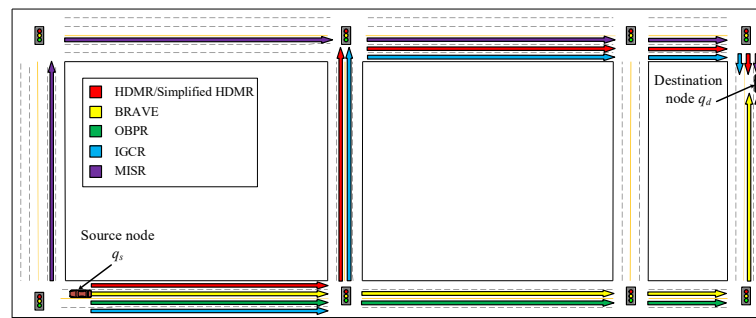 HDMR/Simplified HDMR
BRAVE
OBPR
IGCR
MISR
Destination
node q_d
Source node
q_s